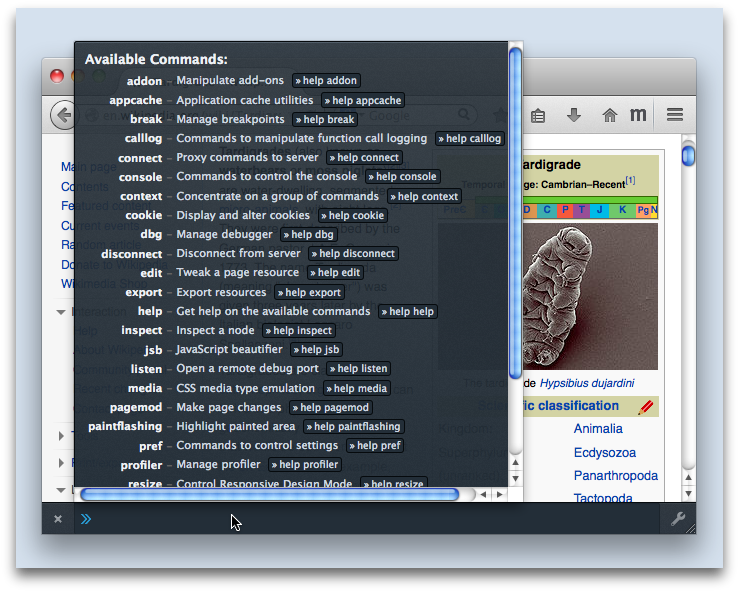 Available Commands:
addon – Manipulate add-ons » help addon
appcache – Application cache utilities » help appcache
break – Manage breakpoints » help break
calllog – Commands to manipulate function call logging » help calllog
connect – Proxy commands to server » help connect
console – Commands to control the console » help console
context – Concentrate on a group of commands » help context
cookie – Display and alter cookies » help cookie
dbg – Manage debugger » help dbg
disconnect – Disconnect from server » help disconnect
edit – Tweak a page resource » help edit
export – Export resources » help export
help – Get help on the available commands » help help
inspect – Inspect a node » help inspect
jsb – JavaScript beautifier » help jsb
listen – Open a remote debug port » help listen
media – CSS media type emulation » help media
pagemod – Make page changes » help pagemod
paintflashing – Highlight painted area » help paintflashing
pref – Commands to control settings » help pref
profiler – Manage profiler » help profiler
resize – Control Responsive Design Mode » help resize
»
Google
m
Main page
Contents
Featured content
Current events
Random article
Donate to Wikipedia
Wikimedia Shop
Interaction
Help
About Wikipedia
ardigrade
ge: Cambrian–Recent[1]
D C P T J K Pg N
de Hypsibius dujardini
ic classification
Animalia
Ecdysozoa
Panarthropoda
Tactopoda